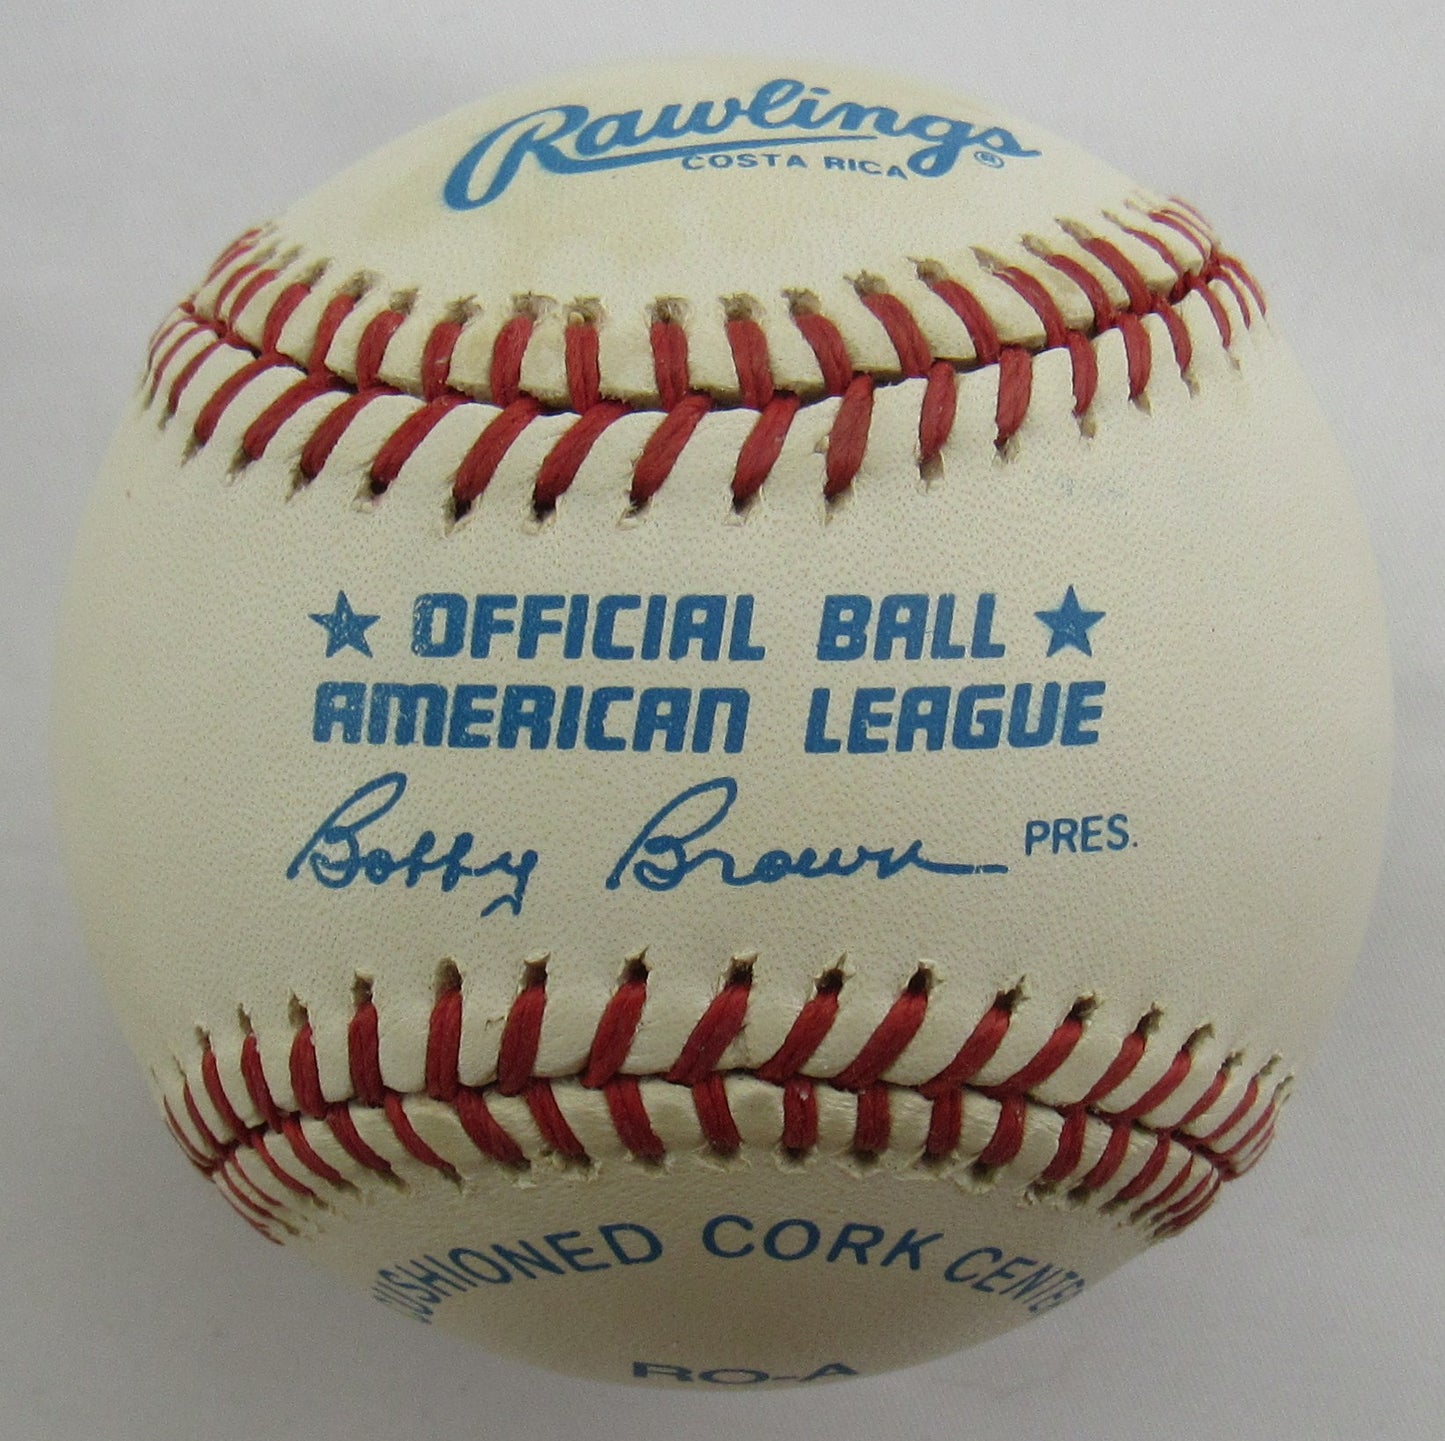 Rawlings®
COSTA RICA
★ OFFICIAL BALL ★
AMERICAN LEAGUE
Bobby Brown PRES.
CUSHIONED CORK CENTER
RO-A